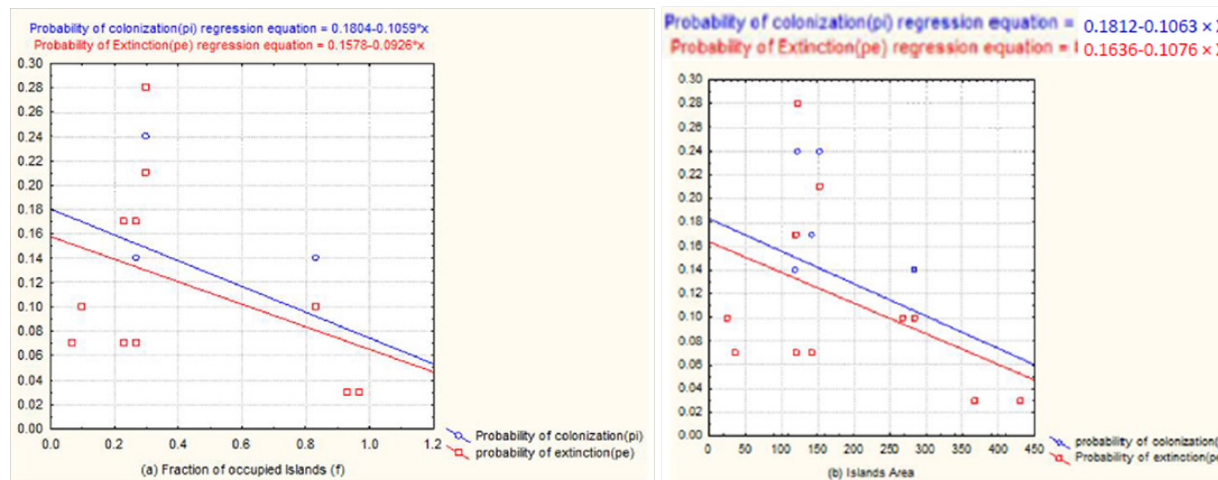 Probability of colonization(pi) regression equation = 0.1804-0.1059*x
Probability of Extinction(pe) regression equation = 0.1578-0.0926*x
0.30
0.28
0.26
0.24
0.22
0.20
0.18
0.16
0.14
0.12
0.10
0.08
0.06
0.04
0.02
0.00
0.0 0.2 0.4 0.6 0.8 1.0 1.2
Probability of colonization(pi)
probability of extinction(pe)
(a) Fraction of occupied Islands (f)
Probability of colonization(pi) regression equation = 0.1812-0.1063 ×
Probability of Extinction(pe) regression equation = 0.1636-0.1076 ×
0.30
0.28
0.26
0.24
0.22
0.20
0.18
0.16
0.14
0.12
0.10
0.08
0.06
0.04
0.02
0.00
0 50 100 150 200 250 300 350 400 450
probability of colonization(
Probability of extinction(pe
(b) Islands Area